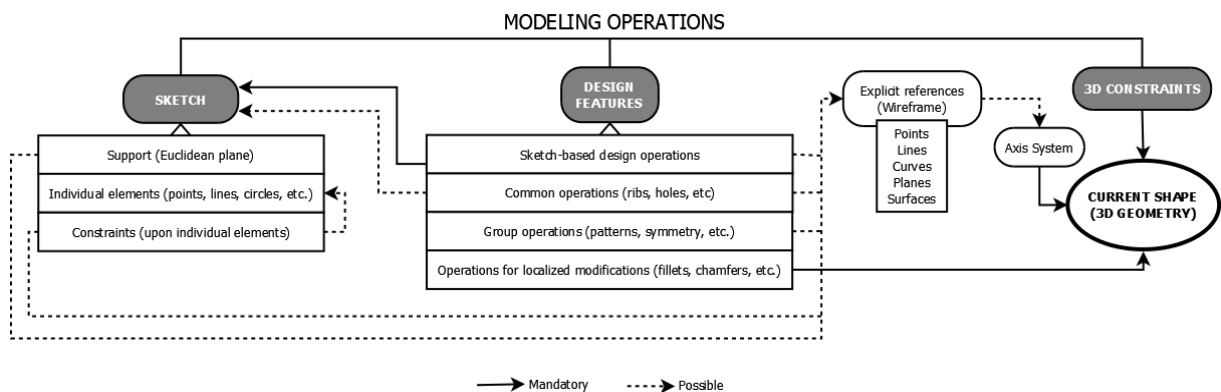 MODELING OPERATIONS
SKETCH
Support (Euclidean plane)
Individual elements (points, lines, circles, etc.)
Constraints (upon individual elements)
DESIGN
FEATURES
Sketch-based design operations
Common operations (ribs, holes, etc)
Group operations (patterns, symmetry, etc.)
Operations for localized modifications (fillets, chamfers, etc.)
Explicit references
(Wireframe)
Points
Lines
Curves
Planes
Surfaces
Axis System
3D CONSTRAINTS
CURRENT SHAPE
(3D GEOMETRY)
Mandatory
Possible